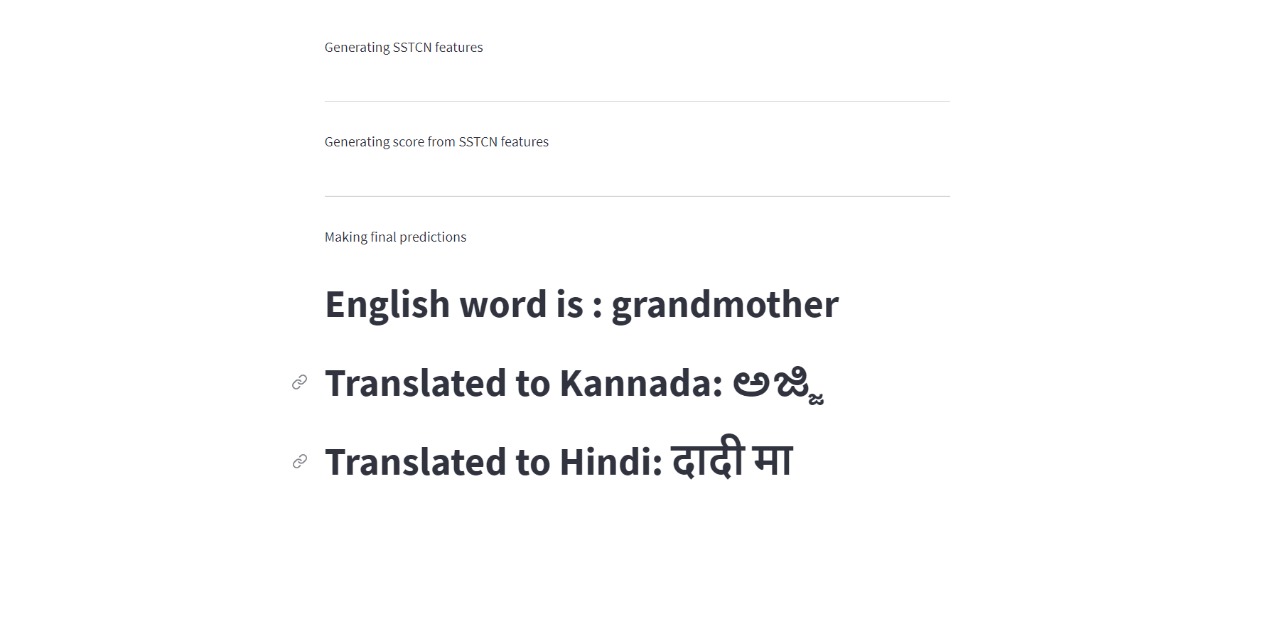 Generating SSTCN features
Generating score from SSTCN features
Making final predictions
English word is : grandmother
Translated to Kannada: ಅಜ್ಜಿ
Translated to Hindi: दादी मा